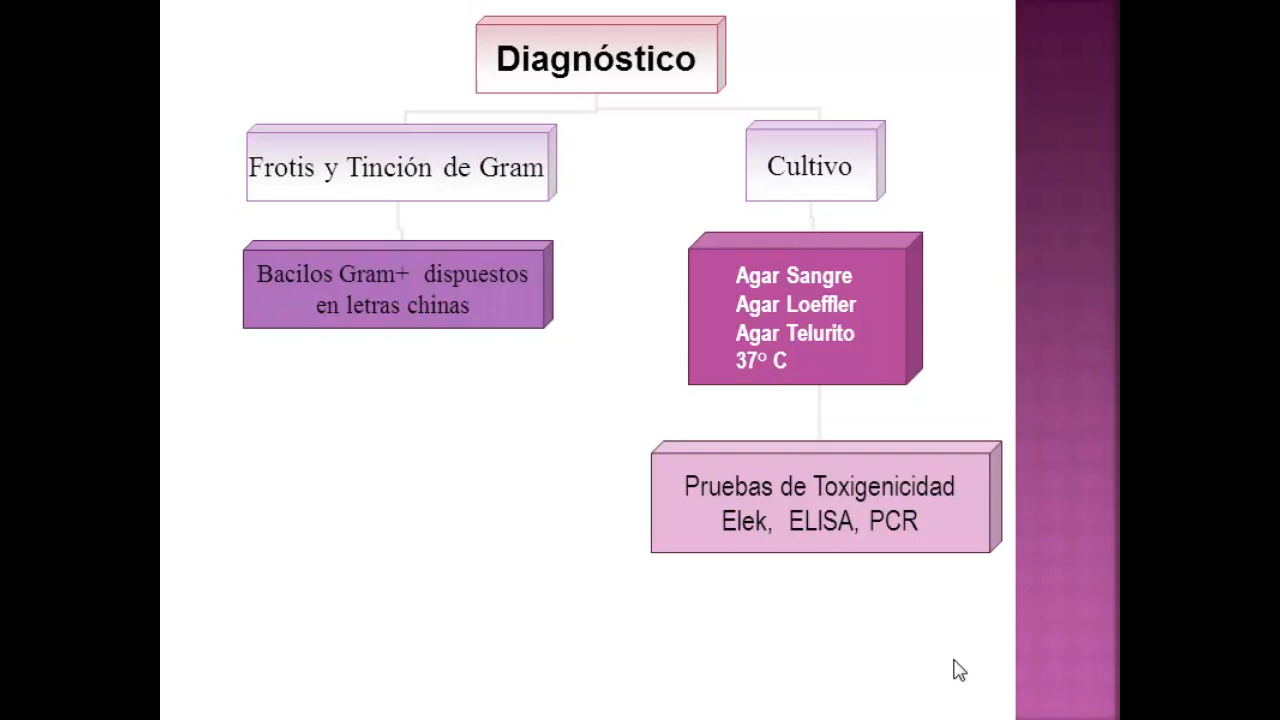 Diagnóstico
Frotis y Tinción de Gram
Bacilos Gram+ dispuestos
en letras chinas
Cultivo
Agar Sangre
Agar Loeffler
Agar Telurito
37º C
Pruebas de Toxigenicidad
Elek, ELISA, PCR